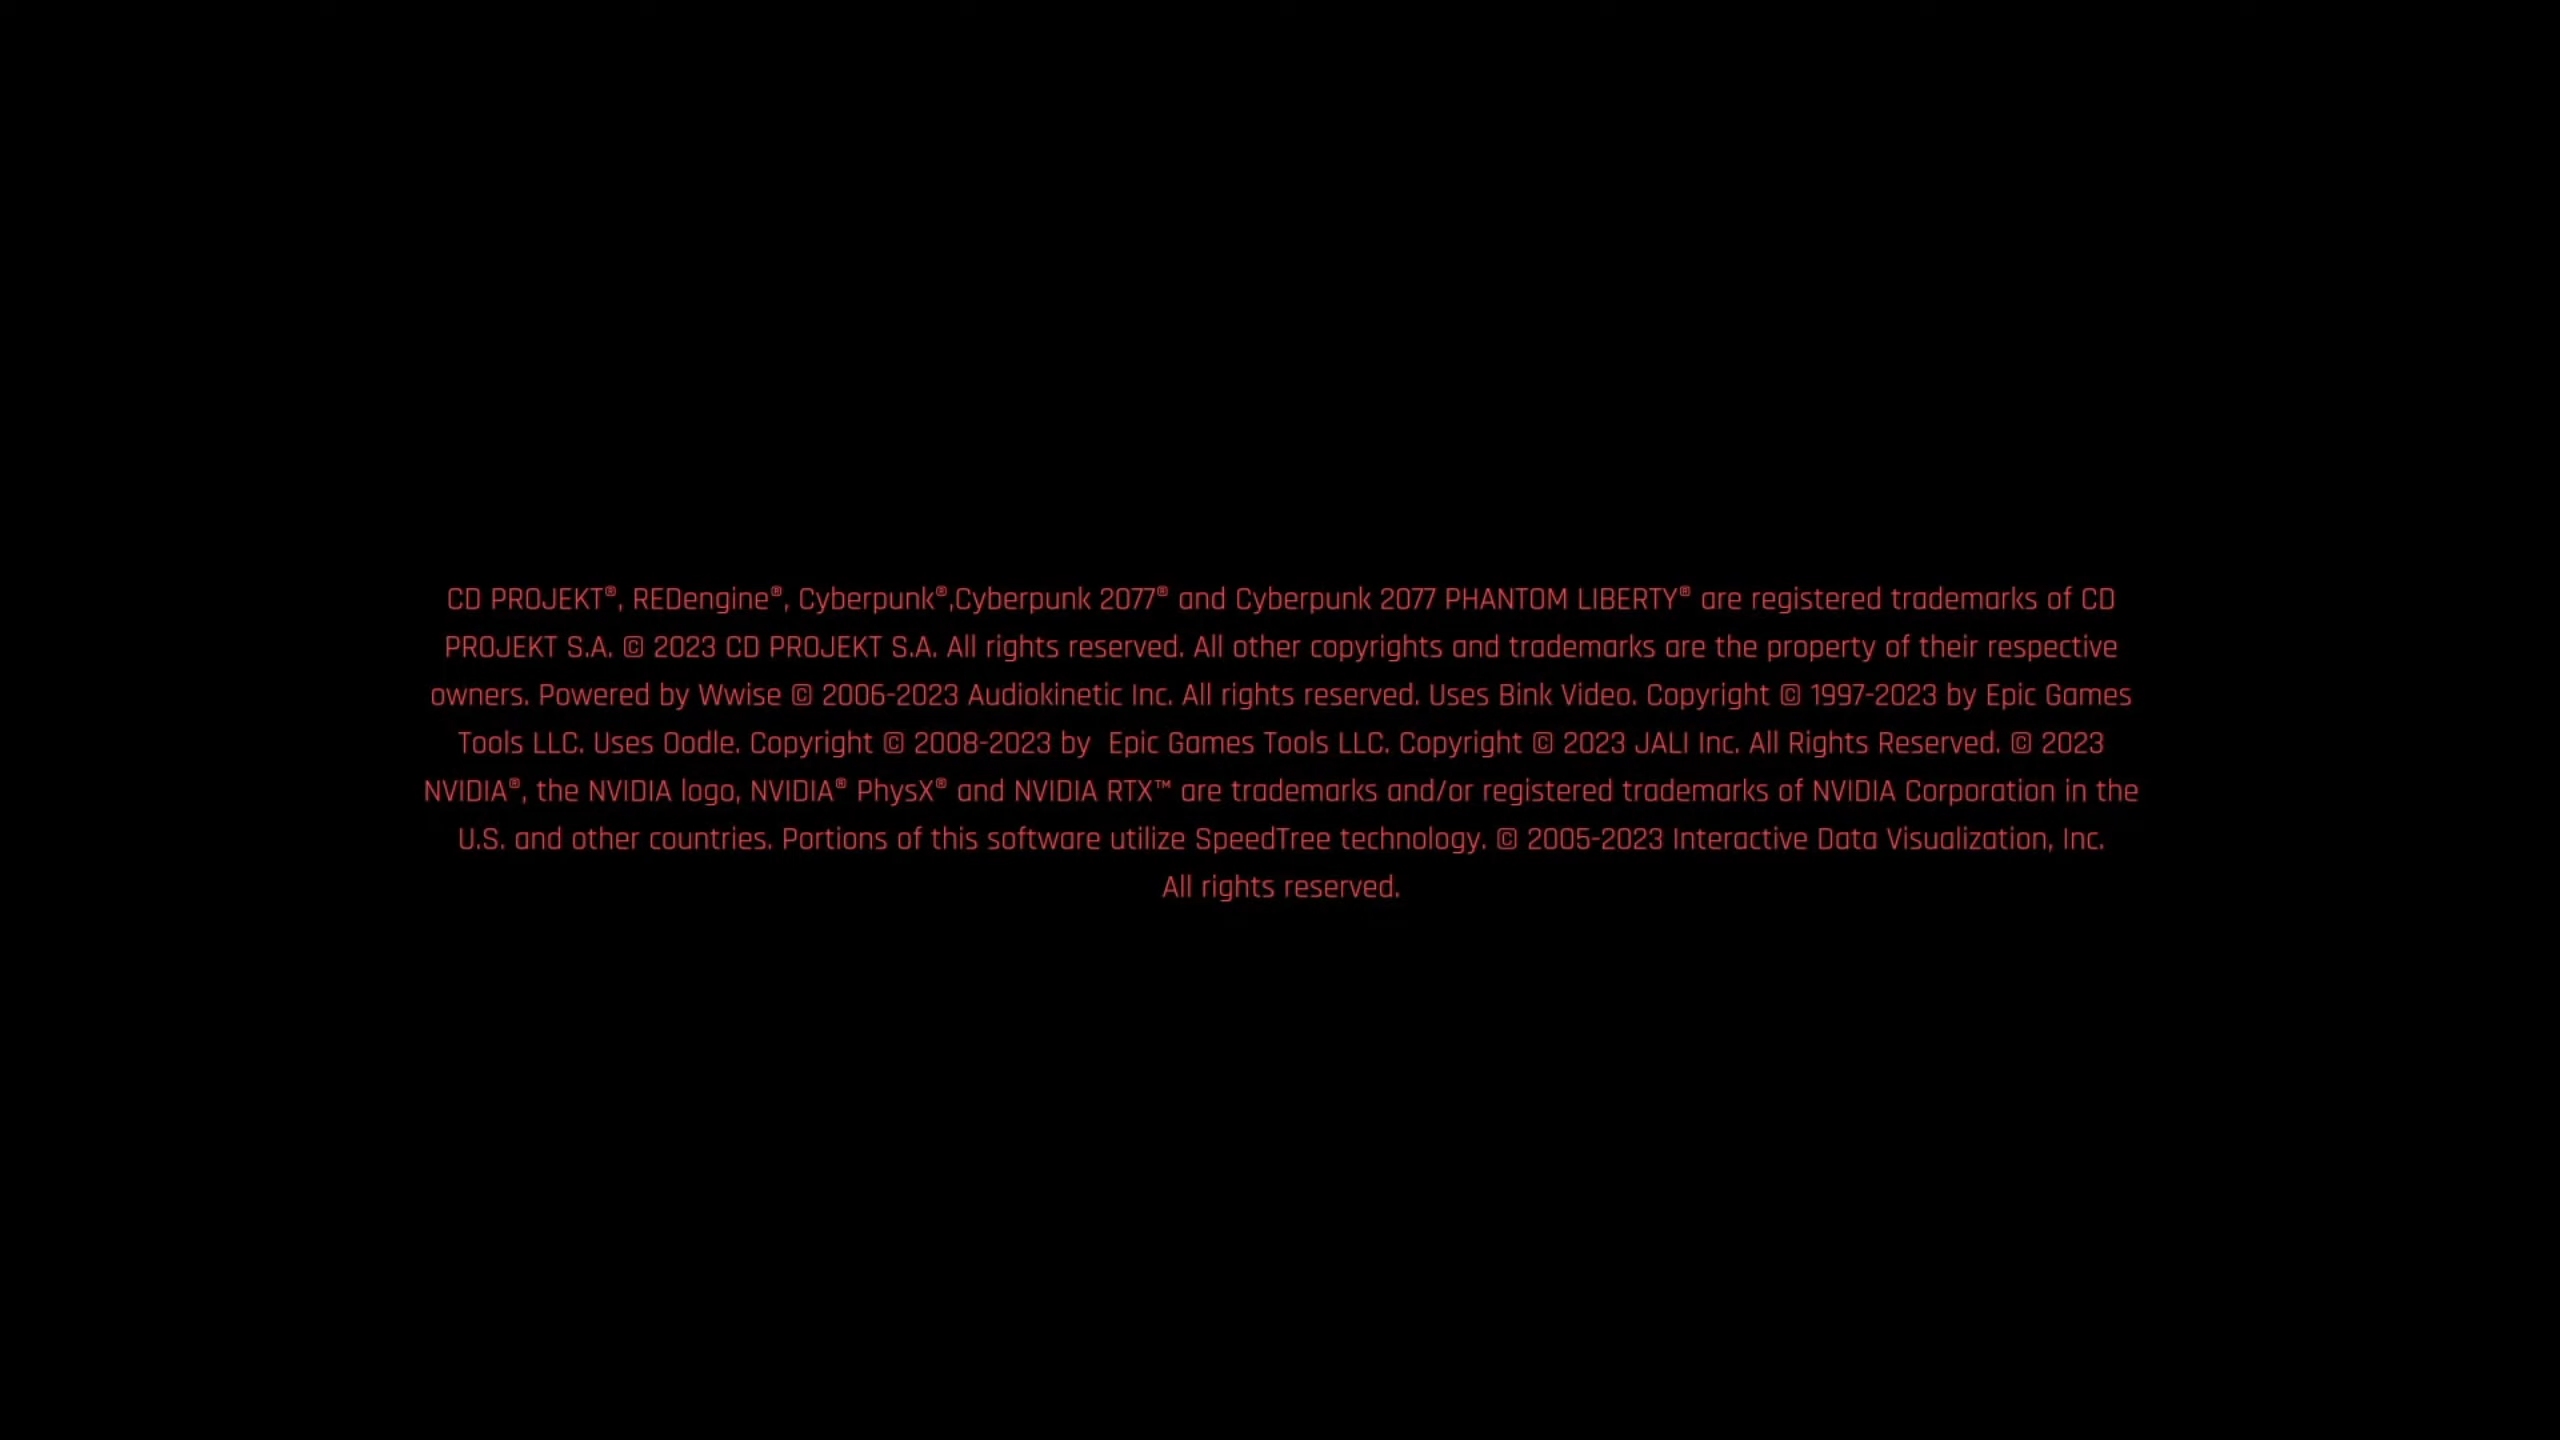 CD PROJEKT®, REDengine®, Cyberpunk®,Cyberpunk 2077® and Cyberpunk 2077 PHANTOM LIBERTY® are registered trademarks of CD
PROJEKT S.A. © 2023 CD PROJEKT S.A. All rights reserved. All other copyrights and trademarks are the property of their respective
owners. Powered by Wwise © 2006-2023 Audiokinetic Inc. All rights reserved. Uses Bink Video. Copyright © 1997-2023 by Epic Games
Tools LLC. Uses Oodle. Copyright © 2008-2023 by  Epic Games Tools LLC. Copyright © 2023 JALI Inc. All Rights Reserved. © 2023
NVIDIA®, the NVIDIA logo, NVIDIA® PhysX® and NVIDIA RTX™ are trademarks and/or registered trademarks of NVIDIA Corporation in the
U.S. and other countries. Portions of this software utilize SpeedTree technology. © 2005-2023 Interactive Data Visualization, Inc.
All rights reserved.